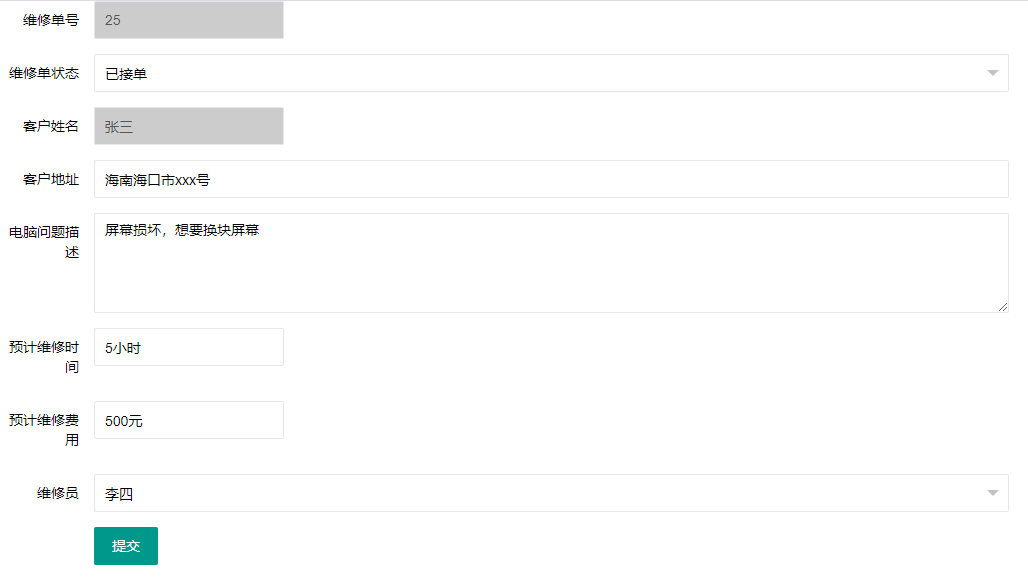 维修单号 25
维修单状态 已接单
客户姓名 张三
客户地址 海南海口市xxx号
电脑问题描
述
屏幕损坏，想要换块屏幕
预计维修时
间
5小时
预计维修费
用
500元
维修员 李四
提交